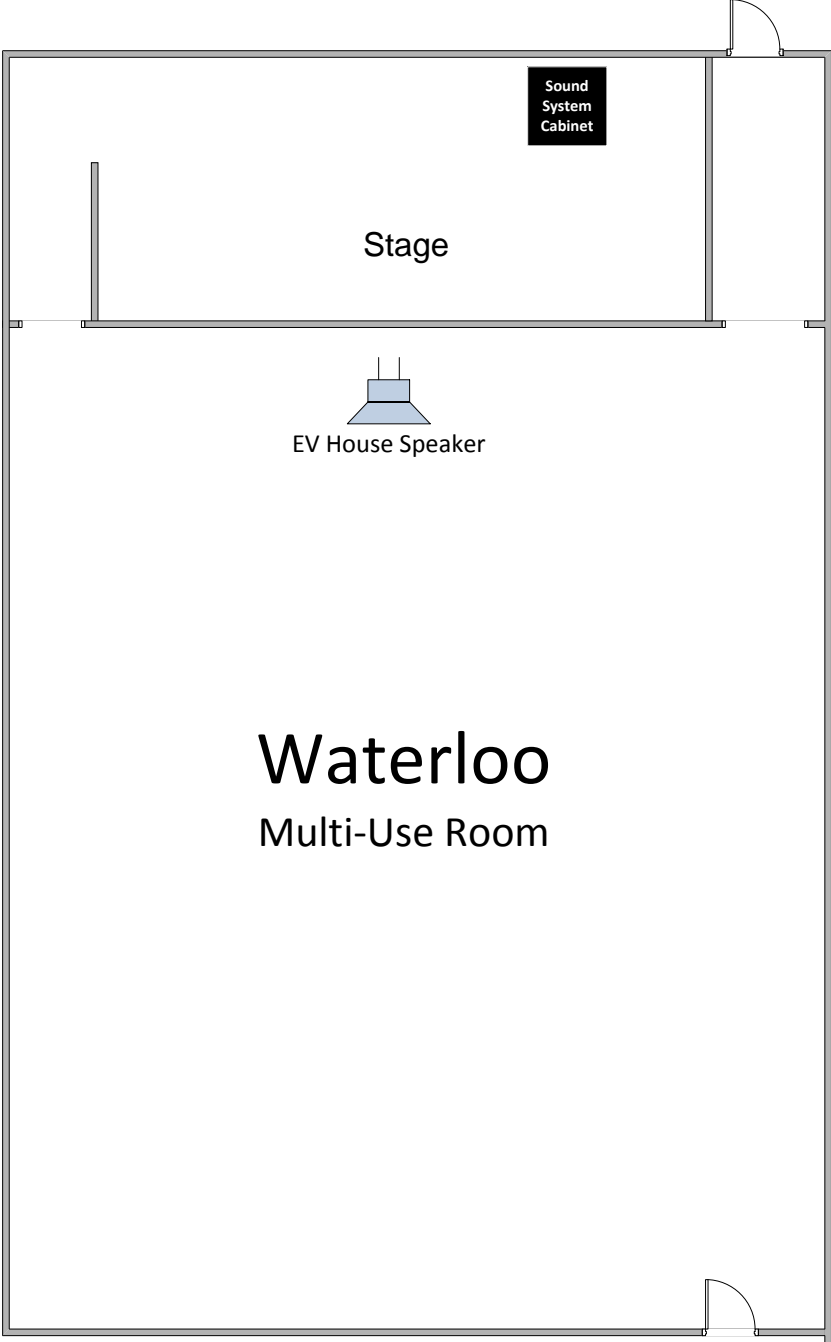 Sound
System
Cabinet
Stage
EV House Speaker
Waterloo
Multi-Use Room